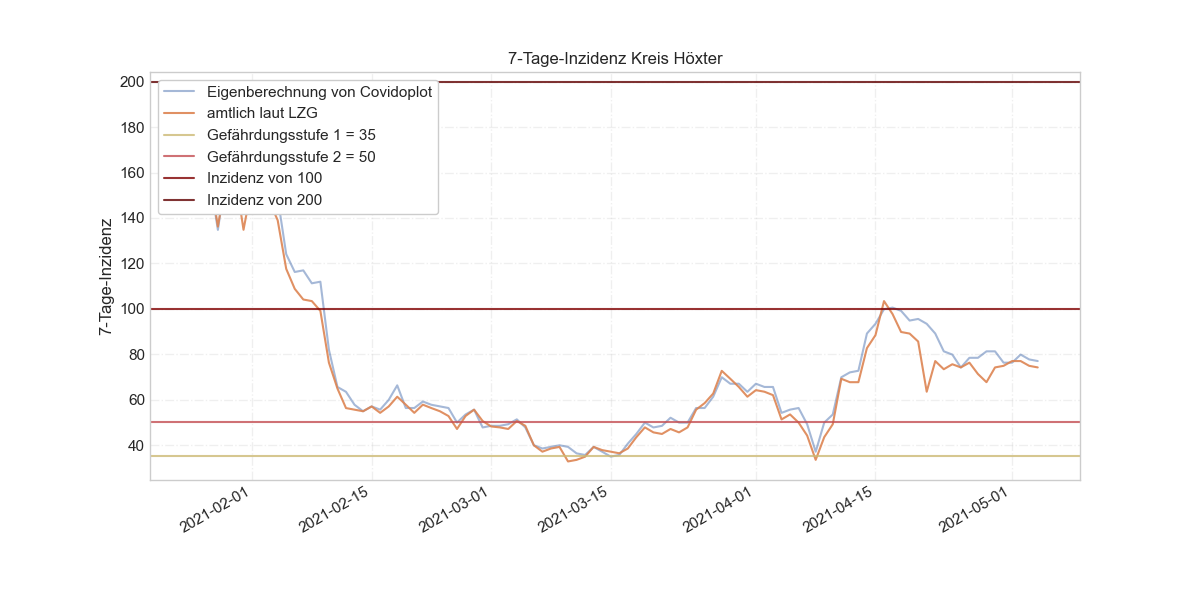 7-Tage-Inzidenz Kreis Höxter
Eigenberechnung von Covidoplot
amtlich laut LZG
Gefährdungsstufe 1 = 35
Gefährdungsstufe 2 = 50
Inzidenz von 100
Inzidenz von 200
7-Tage-Inzidenz
200
180
160
140
120
100
80
60
40
2021-02-01
2021-02-15
2021-03-01
2021-03-15
2021-04-01
2021-04-15
2021-05-01